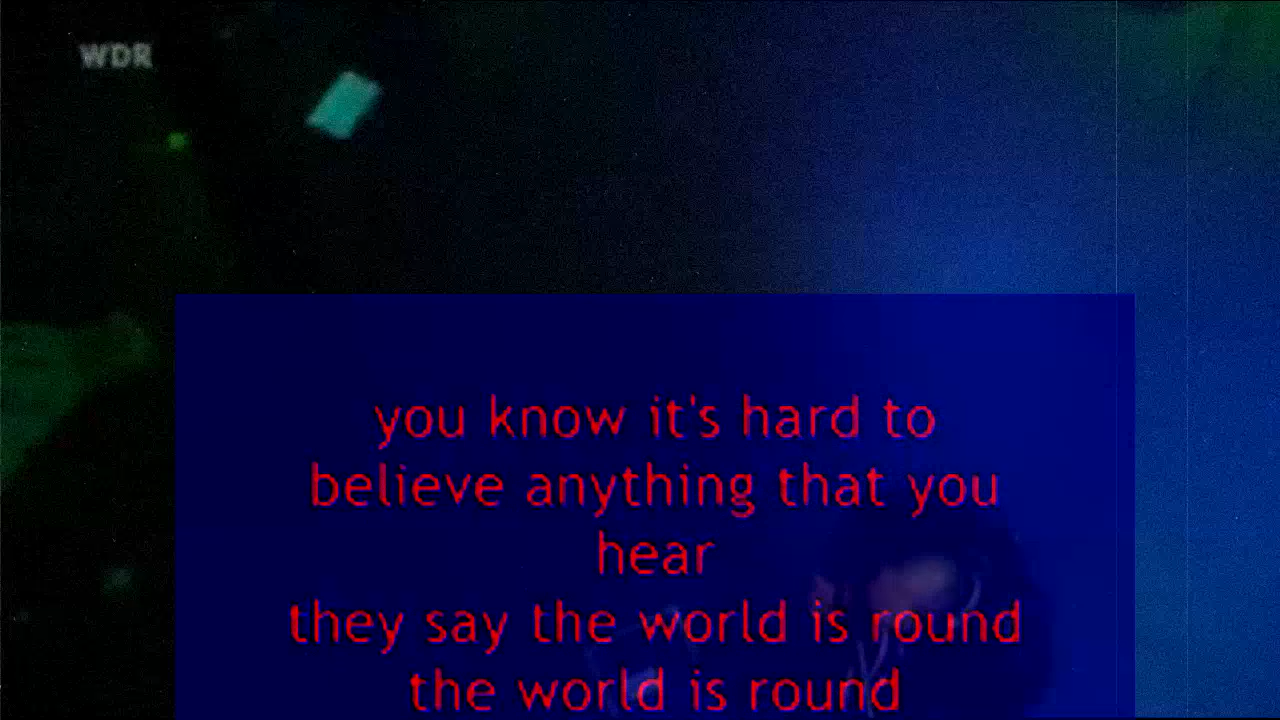 WDR
you know it's hard to
believe anything that you
hear
they say the world is round
the world is round